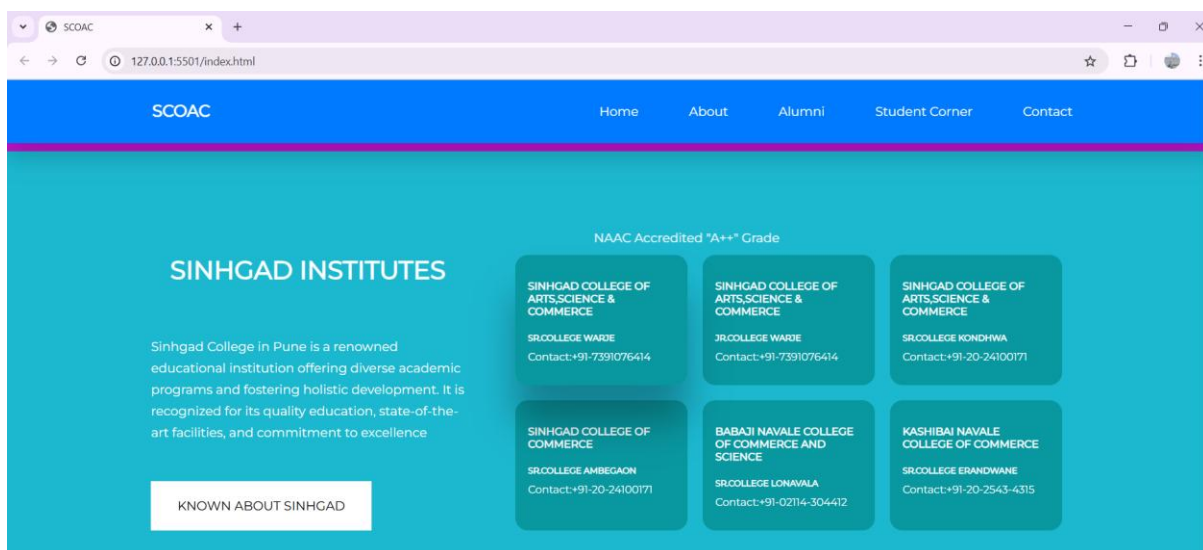 SCOAC
127.0.0.1:5501/index.html
SCOAC
Home
About
Alumni
Student Corner
Contact
SINHGAD INSTITUTES
Sinhgad College in Pune is a renowned
educational institution offering diverse academic
programs and fostering holistic development. It is
recognized for its quality education, state-of-the-
art facilities, and commitment to excellence
KNOWN ABOUT SINHGAD
NAAC Accredited "A++" Grade
SINHGAD COLLEGE OF
ARTS,SCIENCE &
COMMERCE
SR.COLLEGE WARJE
Contact:+91-7391076414
SINHGAD COLLEGE OF
ARTS,SCIENCE &
COMMERCE
JR.COLLEGE WARJE
Contact:+91-7391076414
SINHGAD COLLEGE OF
ARTS,SCIENCE &
COMMERCE
SR.COLLEGE KONDHWA
Contact:+91-20-24100171
SINHGAD COLLEGE OF
COMMERCE
SR.COLLEGE AMBEGAON
Contact:+91-20-24100171
BABAJI NAVALE COLLEGE
OF COMMERCE AND
SCIENCE
SR.COLLEGE LONAVALA
Contact:+91-02114-304412
KASHIBAI NAVALE
COLLEGE OF COMMERCE
SR.COLLEGE ERANDWANE
Contact:+91-20-2543-4315